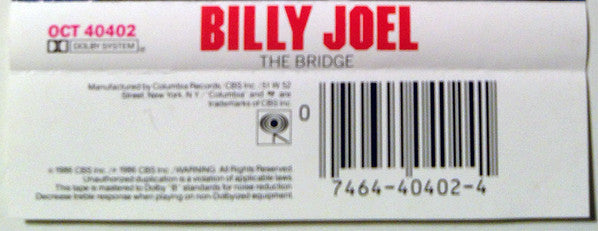 OCT 40402
DOLBY SYSTEM
BILLY JOEL
THE BRIDGE
Manufactured by Columbia Records/CBS Inc./51 W. 52
Street, New York, N.Y./"Columbia" and are
trademarks of CBS Inc.
0
7464-40402-4
© 1986 CBS Inc./℗ 1986 CBS Inc./WARNING: All Rights Reserved.
Unauthorized duplication is a violation of applicable laws.
This tape is mastered to Dolby "B" standards for noise reduction
Decrease treble response when playing on non-Dolbyized equipment.